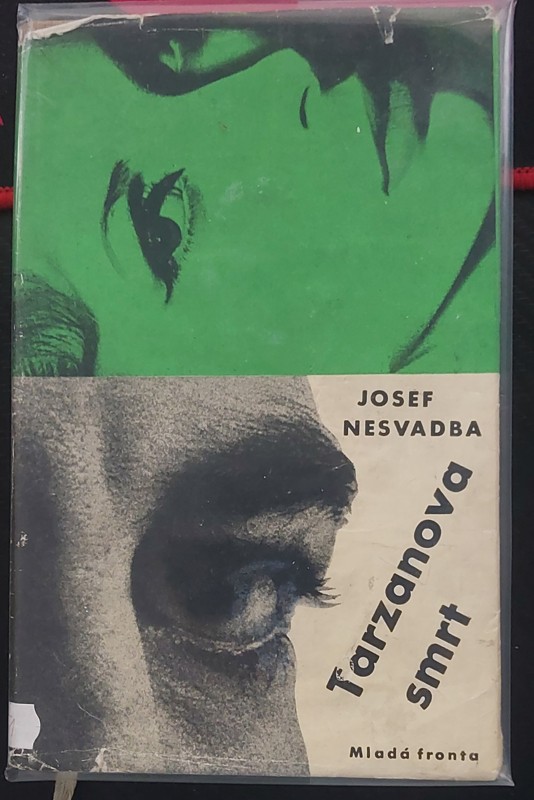 JOSEF
NESVADBA
Tarzanova
smrt
Mladá fronta